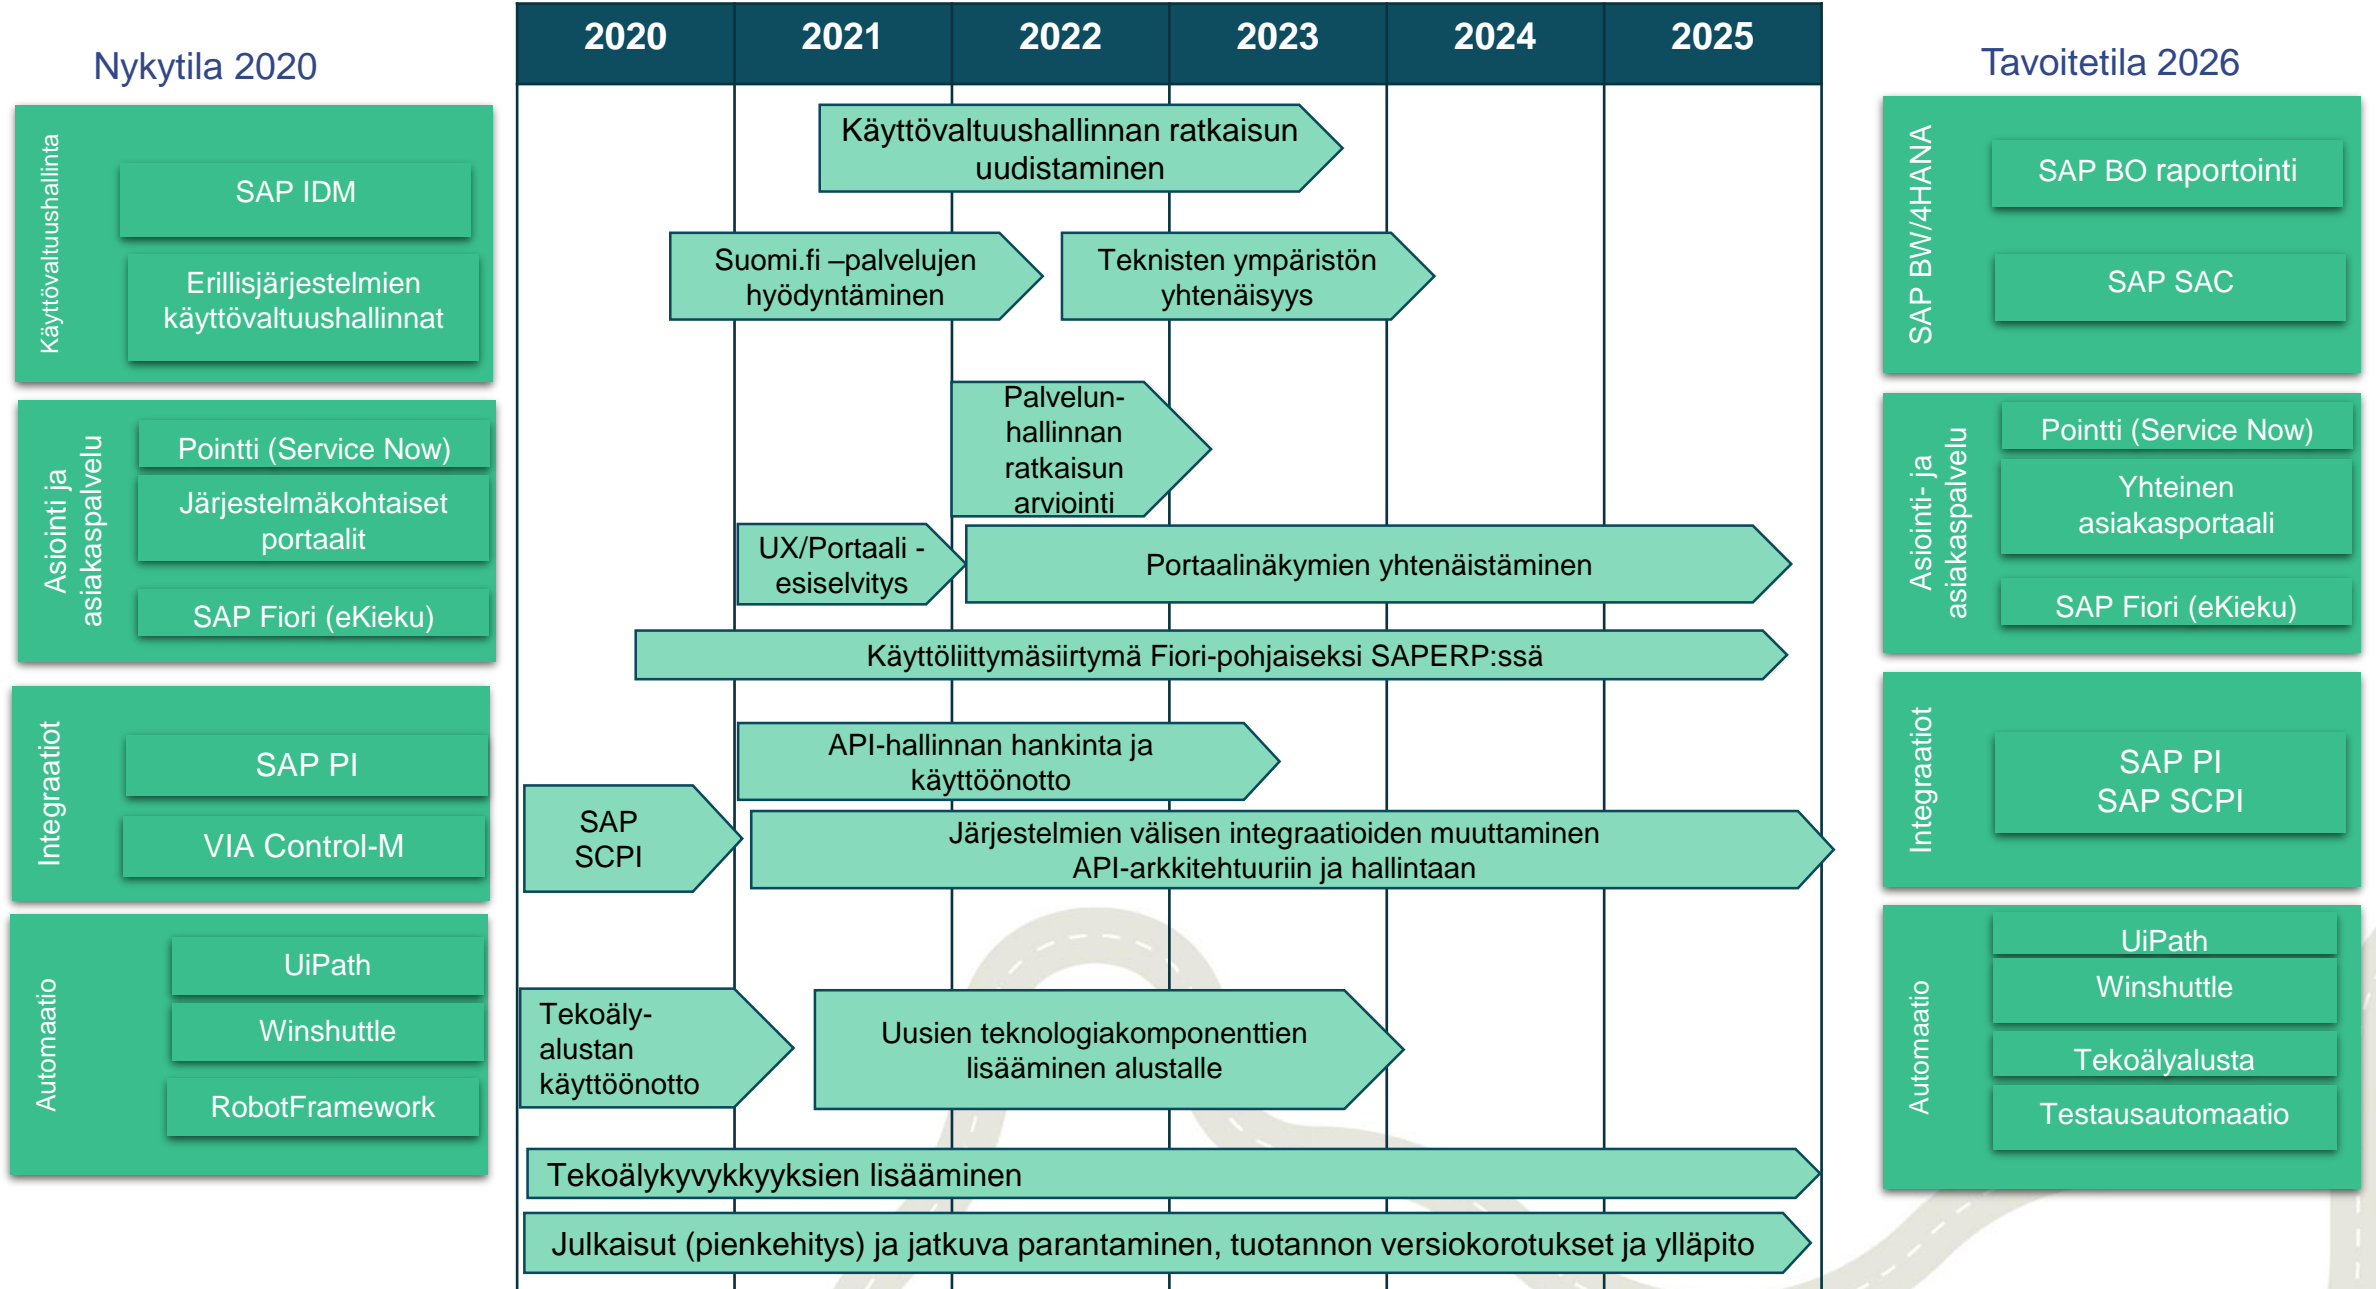 Nykytila 2020
2020
2021
2022
2023
2024
2025
Tavoitetila 2026
Käyttövaltuushallinta
SAP IDM
Erillisjärjestelmien
käyttövaltuushallinnat
Asiointi ja
asiakaspalvelu
Pointti (Service Now)
Järjestelmäkohtaiset
portaalit
SAP Fiori (eKieku)
Integraatiot
SAP PI
VIA Control-M
Automaatio
UiPath
Winshuttle
RobotFramework
Käyttövaltuushallinnan ratkaisun
uudistaminen
Suomi.fi –palvelujen
hyödyntäminen
Teknisten ympäristön
yhtenäisyys
Palvelun-
hallinnan
ratkaisun
arviointi
UX/Portaali -
esiselvitys
Portaalinäkymien yhtenäistäminen
Käyttöliittymäsiirtymä Fiori-pohjaiseksi SAPERP:ssä
API-hallinnan hankinta ja
käyttöönotto
SAP
SCPI
Järjestelmien välisen integraatioiden muuttaminen
API-arkkitehtuuriin ja hallintaan
Tekoäly-
alustan
käyttöönotto
Uusien teknologiakomponenttien
lisääminen alustalle
Tekoälykyvykkyyksien lisääminen
Julkaisut (pienkehitys) ja jatkuva parantaminen, tuotannon versiokorotukset ja ylläpito
SAP BW/4HANA
SAP BO raportointi
SAP SAC
Asiointi- ja
asiakaspalvelu
Pointti (Service Now)
Yhteinen
asiakasportaali
SAP Fiori (eKieku)
Integraatiot
SAP PI
SAP SCPI
Automaatio
UiPath
Winshuttle
Tekoälyalusta
Testausautomaatio